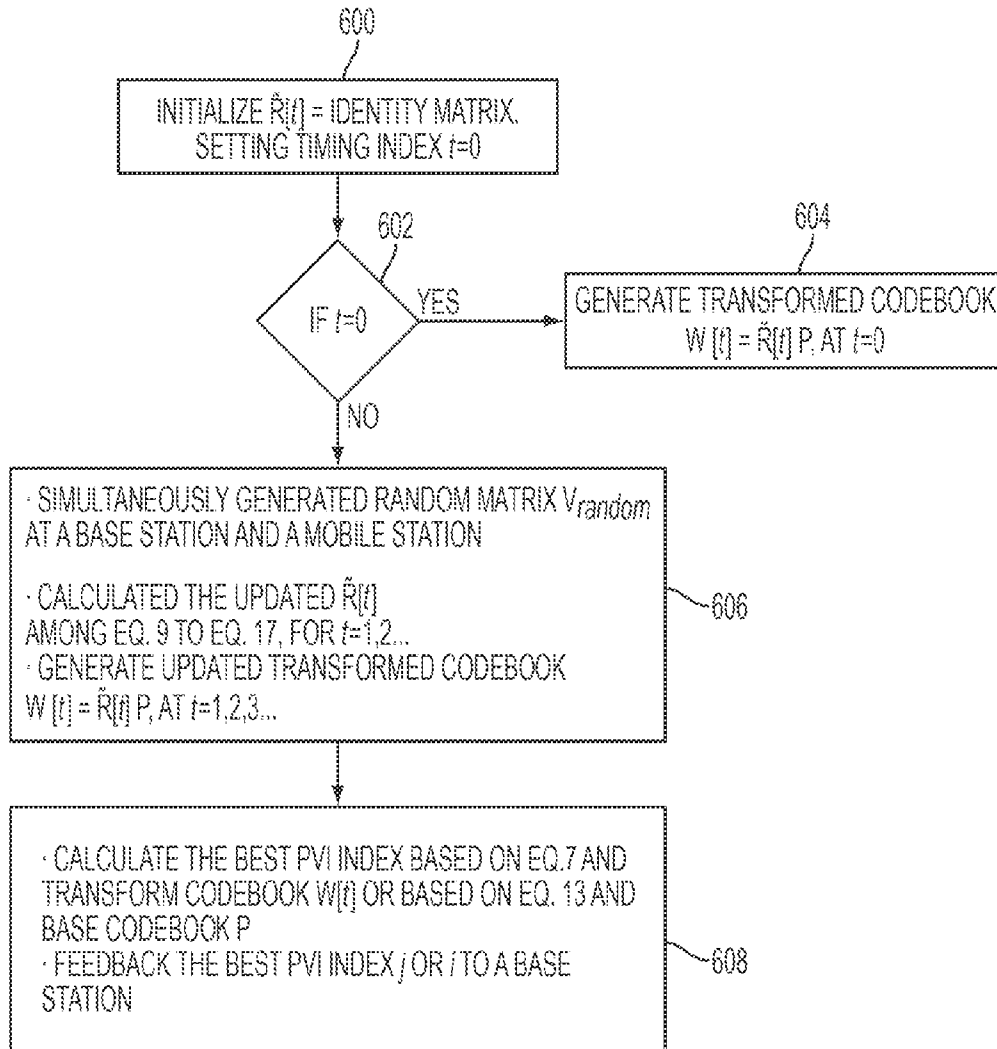 600
INITIALIZE R̃[t] = IDENTITY MATRIX.
SETTING TIMING INDEX t=0
602
604
IF t=0
YES
GENERATE TRANSFORMED CODEBOOK
W [t] = R̃[t] P, AT t=0
NO
· SIMULTANEOUSLY GENERATED RANDOM MATRIX Vrandom
AT A BASE STATION AND A MOBILE STATION
· CALCULATED THE UPDATED R̃[t]
AMONG EQ. 9 TO EQ. 17, FOR t=1,2...
· GENERATE UPDATED TRANSFORMED CODEBOOK
W [t] = R̃[t] P, AT t=1,2,3...
606
· CALCULATE THE BEST PVI INDEX BASED ON EQ.7 AND
TRANSFORM CODEBOOK W[t] OR BASED ON EQ. 13 AND
BASE CODEBOOK P
· FEEDBACK THE BEST PVI INDEX j OR i TO A BASE
STATION
608